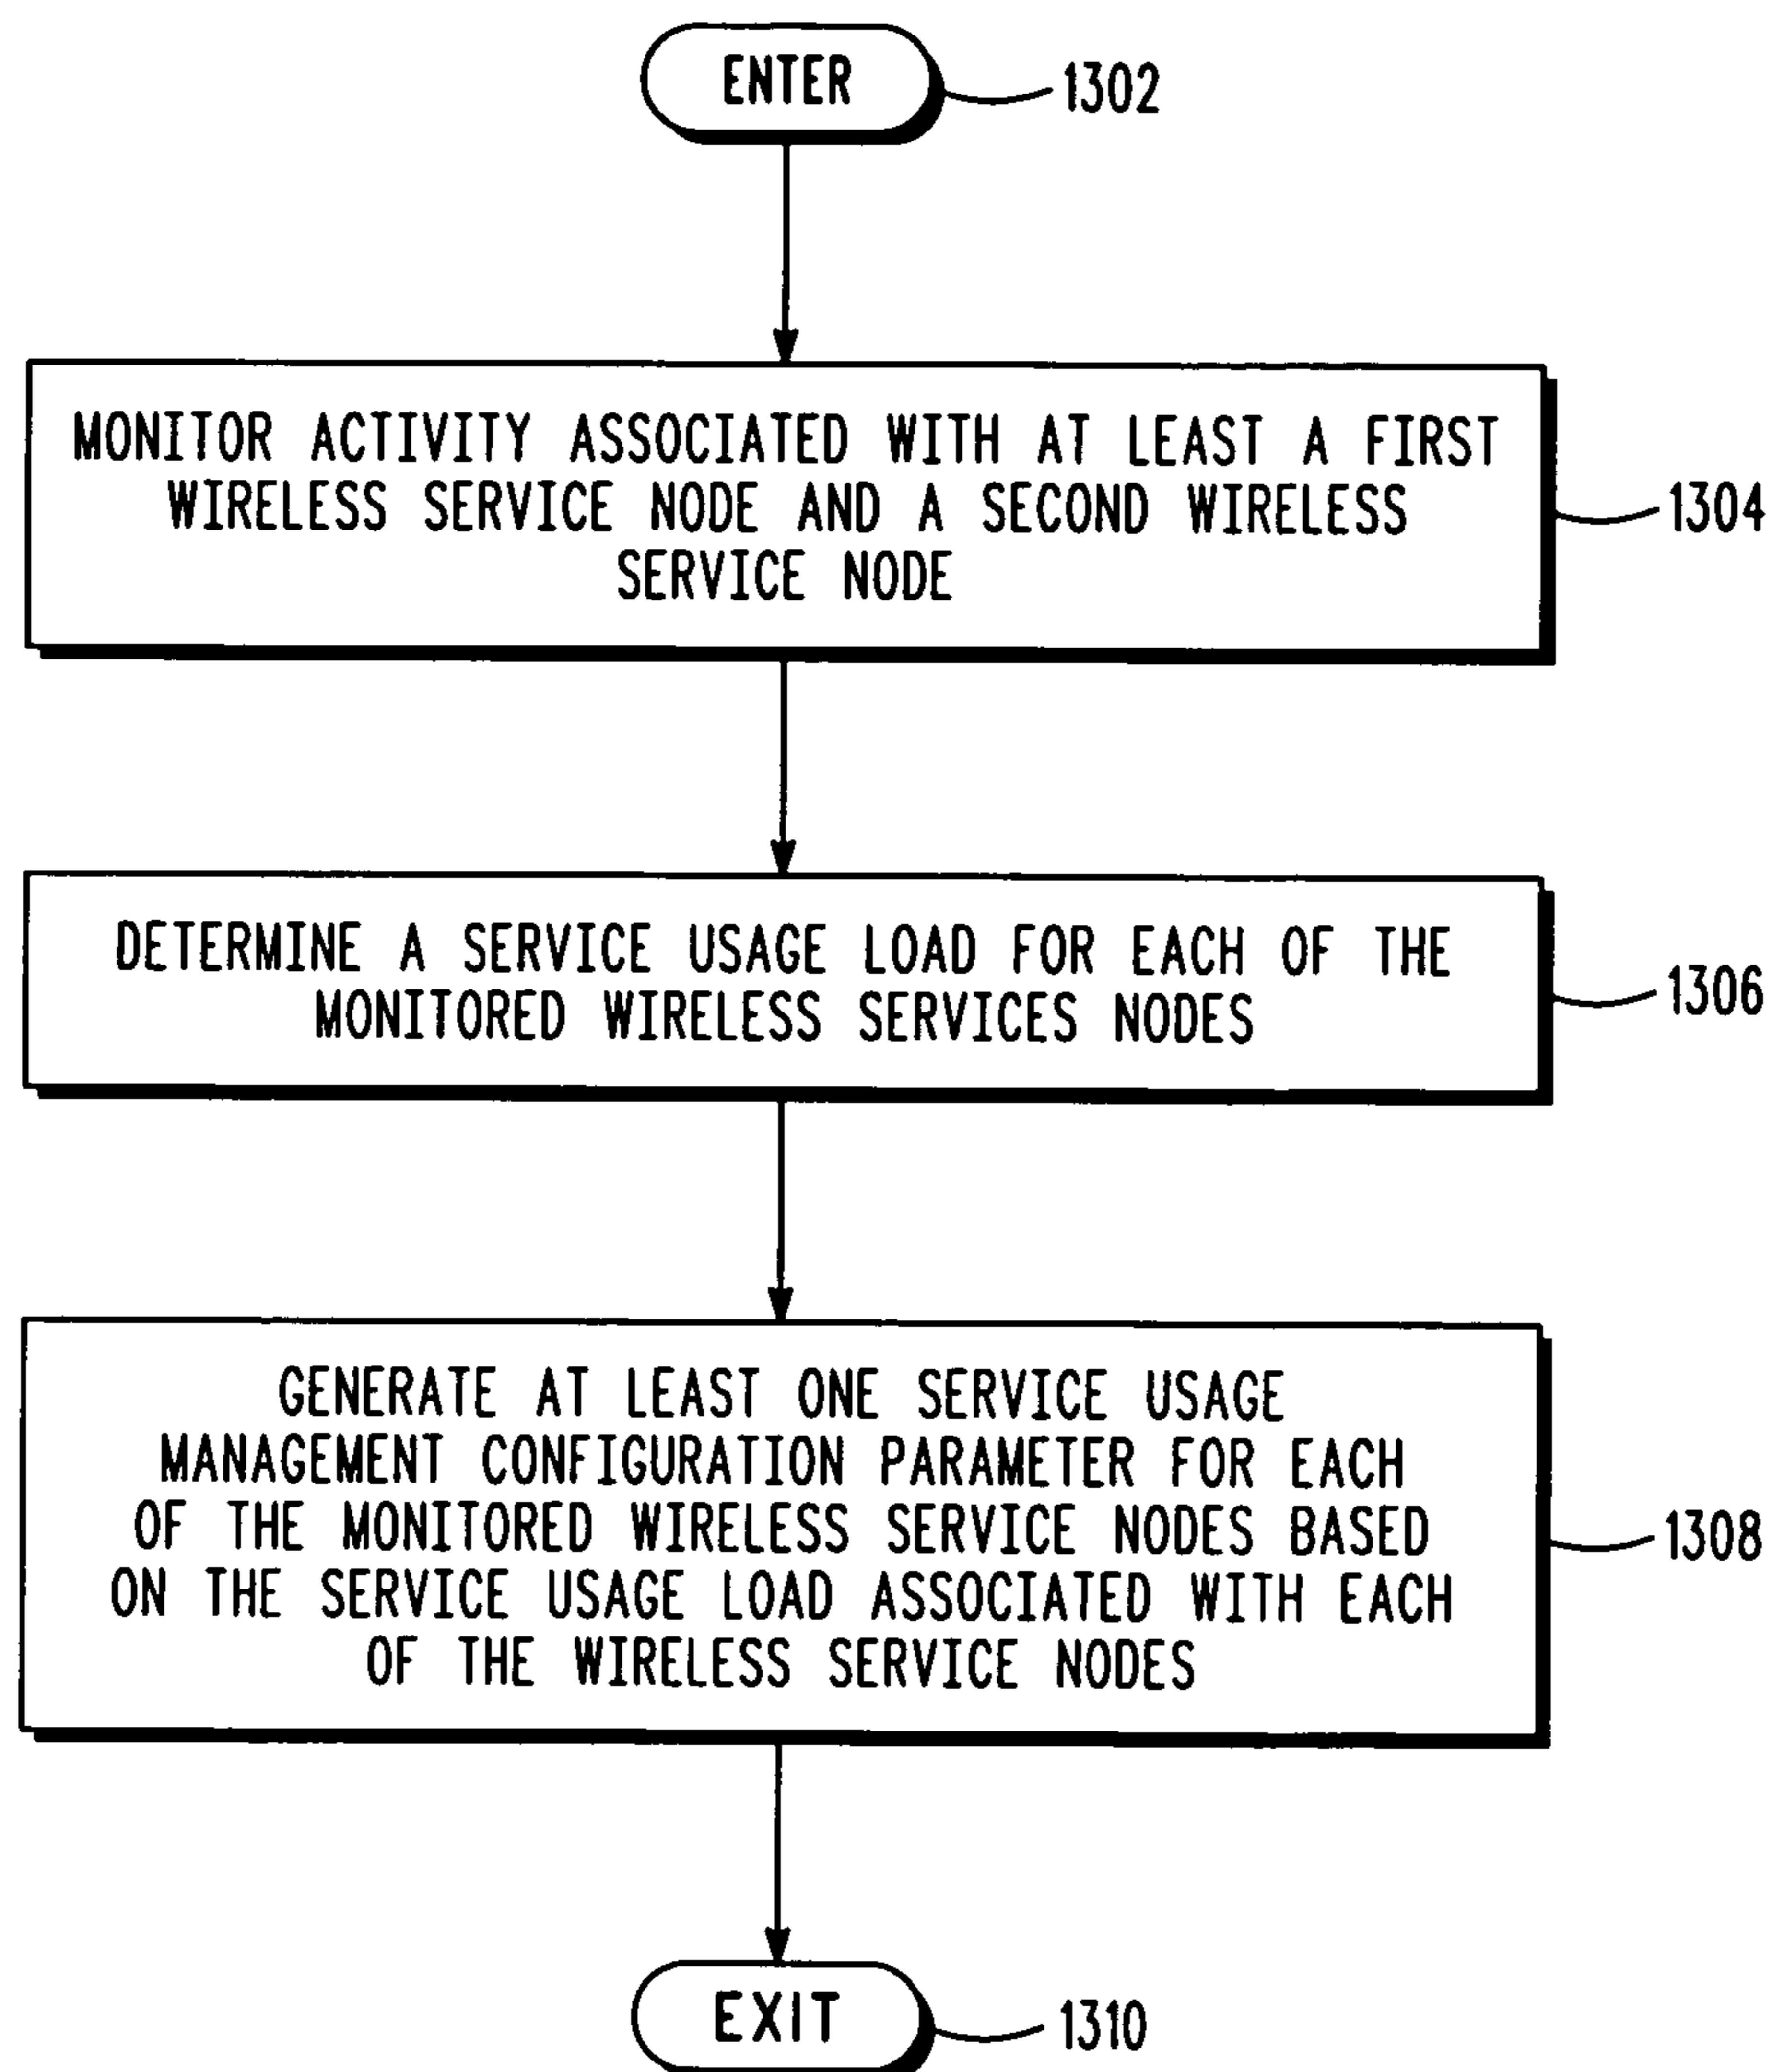 ENTER
1302
MONITOR ACTIVITY ASSOCIATED WITH AT LEAST A FIRST
WIRELESS SERVICE NODE AND A SECOND WIRELESS
SERVICE NODE
1304
DETERMINE A SERVICE USAGE LOAD FOR EACH OF THE
MONITORED WIRELESS SERVICES NODES
1306
GENERATE AT LEAST ONE SERVICE USAGE
MANAGEMENT CONFIGURATION PARAMETER FOR EACH
OF THE MONITORED WIRELESS SERVICE NODES BASED
ON THE SERVICE USAGE LOAD ASSOCIATED WITH EACH
OF THE WIRELESS SERVICE NODES
1308
EXIT
1310